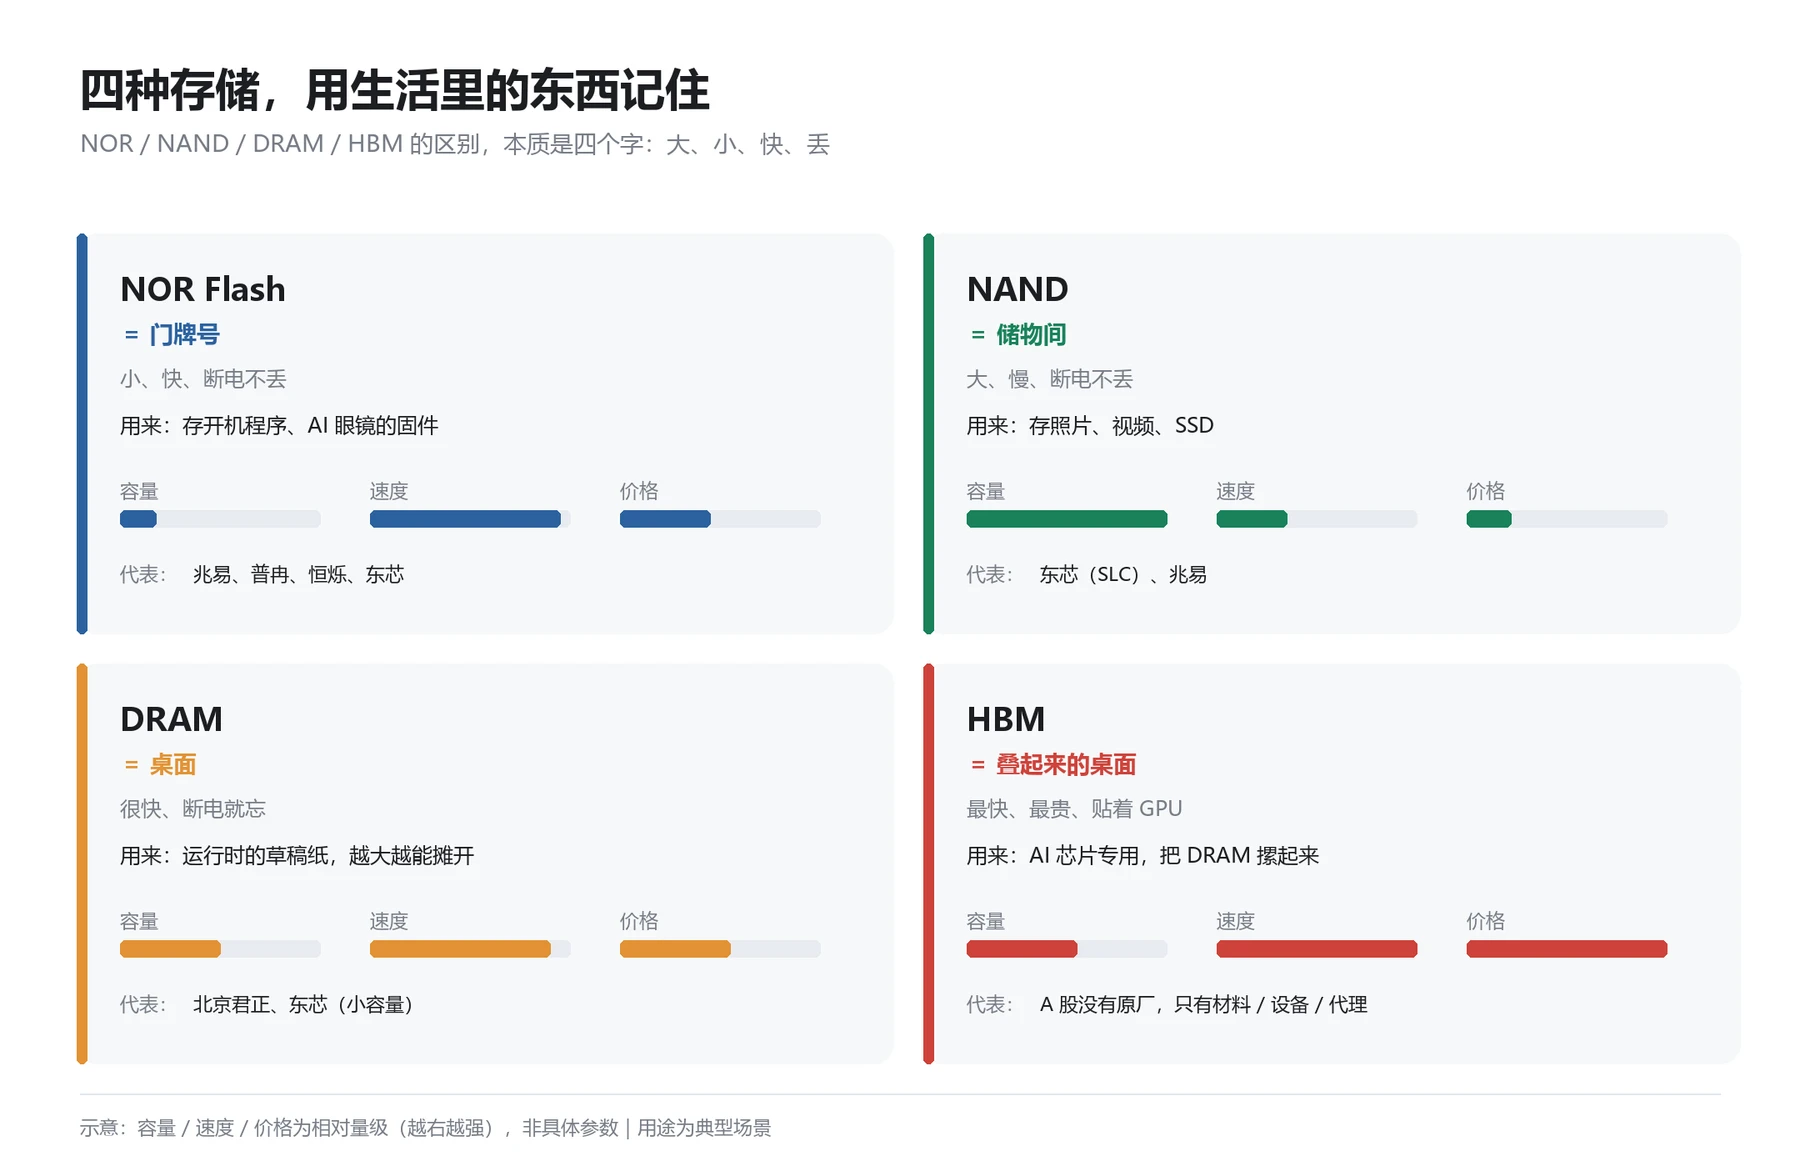 四种存储，用生活里的东西记住
NOR / NAND / DRAM / HBM 的区别，本质是四个字：大、小、快、丢
NOR Flash
= 门牌号
小、快、断电不丢
用来：存开机程序、AI 眼镜的固件
容量 速度 价格
代表： 兆易、普冉、恒烁、东芯
NAND
= 储物间
大、慢、断电不丢
用来：存照片、视频、SSD
容量 速度 价格
代表： 东芯（SLC）、兆易
DRAM
= 桌面
很快、断电就忘
用来：运行时的草稿纸，越大越能摊开
容量 速度 价格
代表： 北京君正、东芯（小容量）
HBM
= 叠起来的桌面
最快、最贵、贴着 GPU
用来：AI 芯片专用，把 DRAM 摞起来
容量 速度 价格
代表： A 股没有原厂，只有材料 / 设备 / 代理
示意：容量 / 速度 / 价格为相对量级（越右越强），非具体参数 | 用途为典型场景